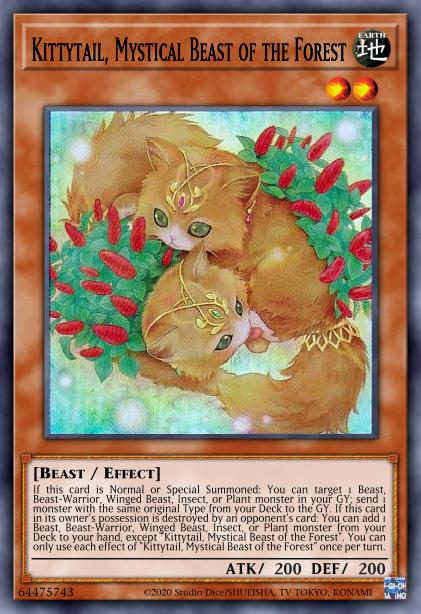 KITTYTAIL, MYSTICAL BEAST OF THE FOREST
EARTH
地
[BEAST / EFFECT]
If this card is Normal or Special Summoned: You can target 1 Beast,
Beast-Warrior, Winged Beast, Insect, or Plant monster in your GY; send 1
monster with the same original Type from your Deck to the GY. If this card
in its owner's possession is destroyed by an opponent's card: You can add 1
Beast, Beast-Warrior, Winged Beast, Insect, or Plant monster from your
Deck to your hand, except "Kittytail, Mystical Beast of the Forest". You can
only use each effect of "Kittytail, Mystical Beast of the Forest" once per turn.
ATK/ 200 DEF/ 200
64475743
©2020 Studio Dice/SHUEISHA, TV TOKYO, KONAMI